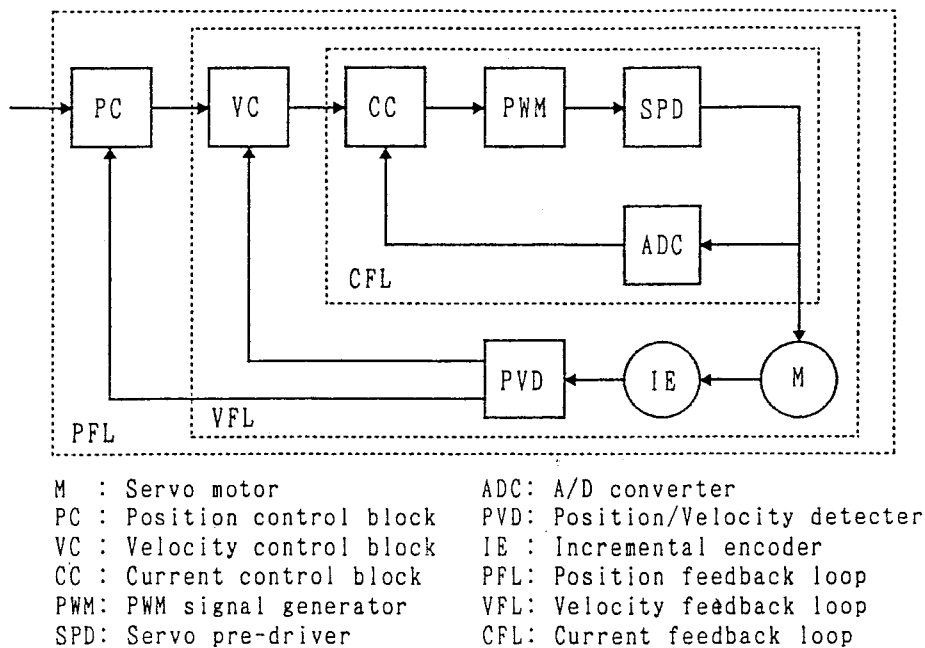 PC
VC
CC
PWM
SPD
ADC
CFL
PVD
IE
M
VFL
PFL
M : Servo motor
PC : Position control block
VC : Velocity control block
CC : Current control block
PWM: PWM signal generator
SPD: Servo pre-driver
ADC: A/D converter
PVD: Position/Velocity detecter
IE : Incremental encoder
PFL: Position feedback loop
VFL: Velocity feedback loop
CFL: Current feedback loop